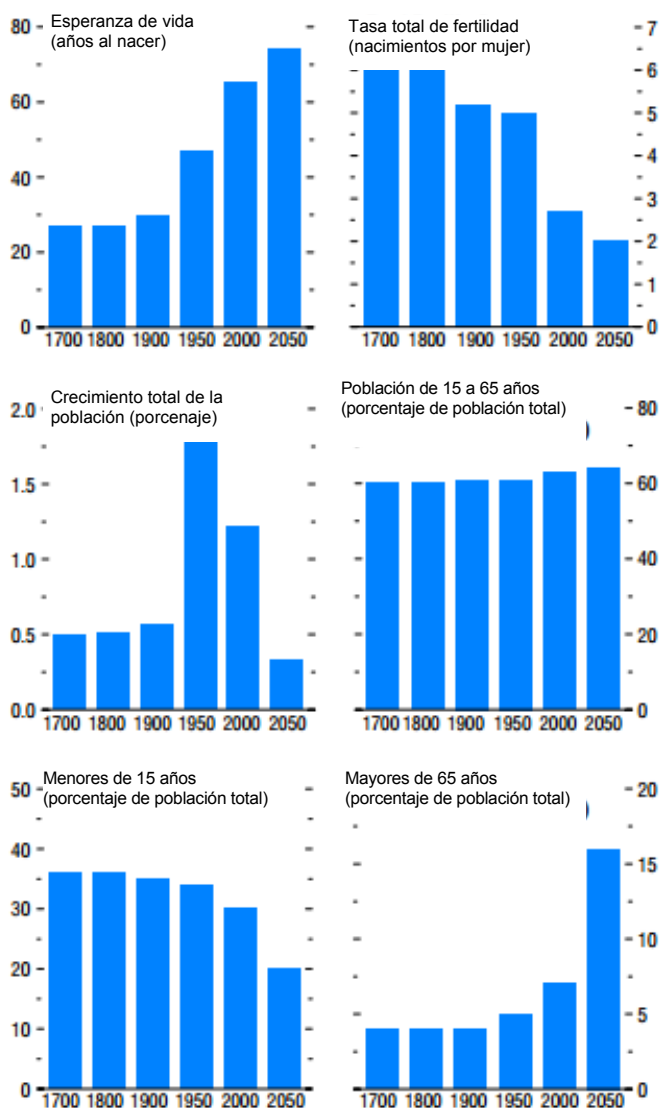 Esperanza de vida
(años al nacer)
80
60
40
20
0
1700 1800 1900 1950 2000 2050
Tasa total de fertilidad
(nacimientos por mujer)
7
6
5
4
3
2
1
0
1700 1800 1900 1950 2000 2050
Crecimiento total de la
población (porcenaje)
2.0
1.5
1.0
0.5
0.0
1700 1800 1900 1950 2000 2050
Población de 15 a 65 años
(porcentaje de población total)
)
80
60
40
20
0
1700 1800 1900 1950 2000 2050
Menores de 15 años
(porcentaje de población total)
50
40
30
20
10
0
1700 1800 1900 1950 2000 2050
Mayores de 65 años
(porcentaje de población total)
)
20
15
10
5
0
1700 1800 1900 1950 2000 2050